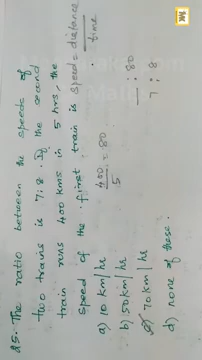 25. The ratio between the speeds of
two trains is 7:8. If the second
train runs 400 kms in 5 hrs, the
speed of the first train is
speed = distance
time
a) 10 km/hr
b) 50 km/hr
c) 70 km/hr
d) none of these.
400 = 80
5
: 80
7 : 8